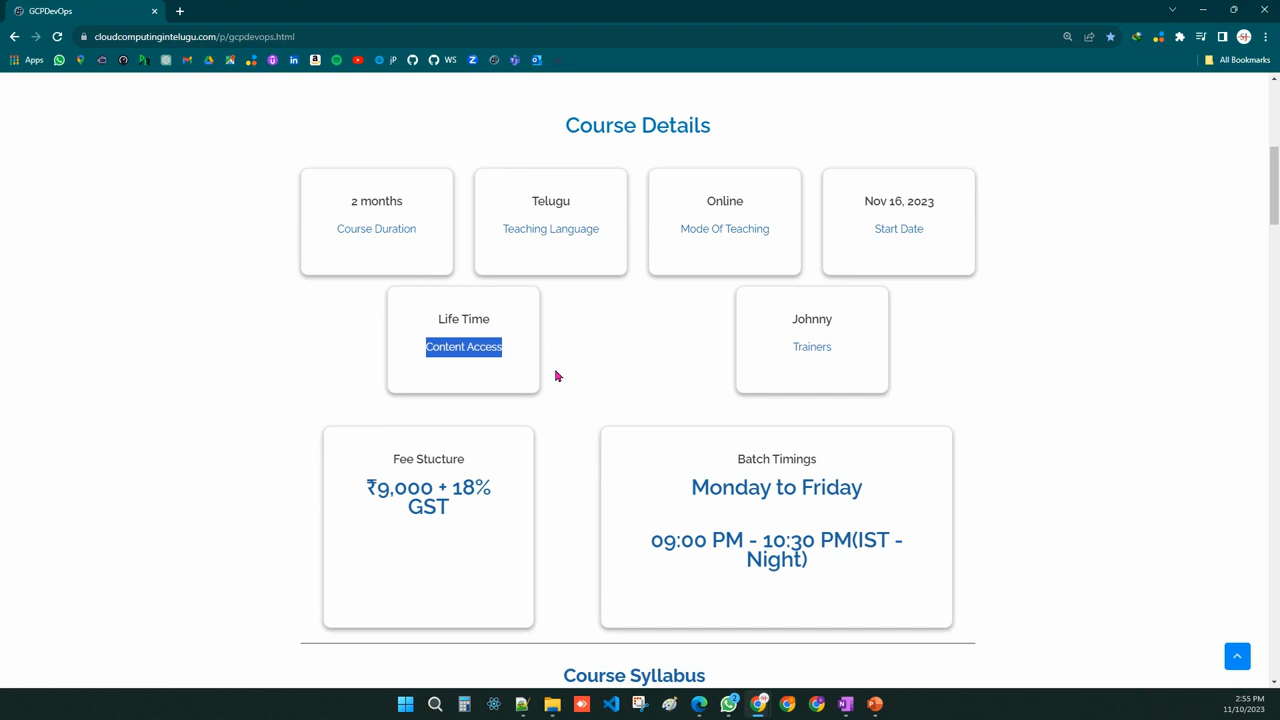 GCPDevOps
cloudcomputingintelugu.com/p/gcpdevops.html
Apps
jP
WS
All Bookmarks
Course Details
2 months
Course Duration
Telugu
Teaching Language
Online
Mode Of Teaching
Nov 16, 2023
Start Date
Life Time
Content Access
Johnny
Trainers
Fee Stucture
₹9,000 + 18%
GST
Batch Timings
Monday to Friday
09:00 PM - 10:30 PM(IST -
Night)
Course Syllabus
2:55 PM
11/10/2023